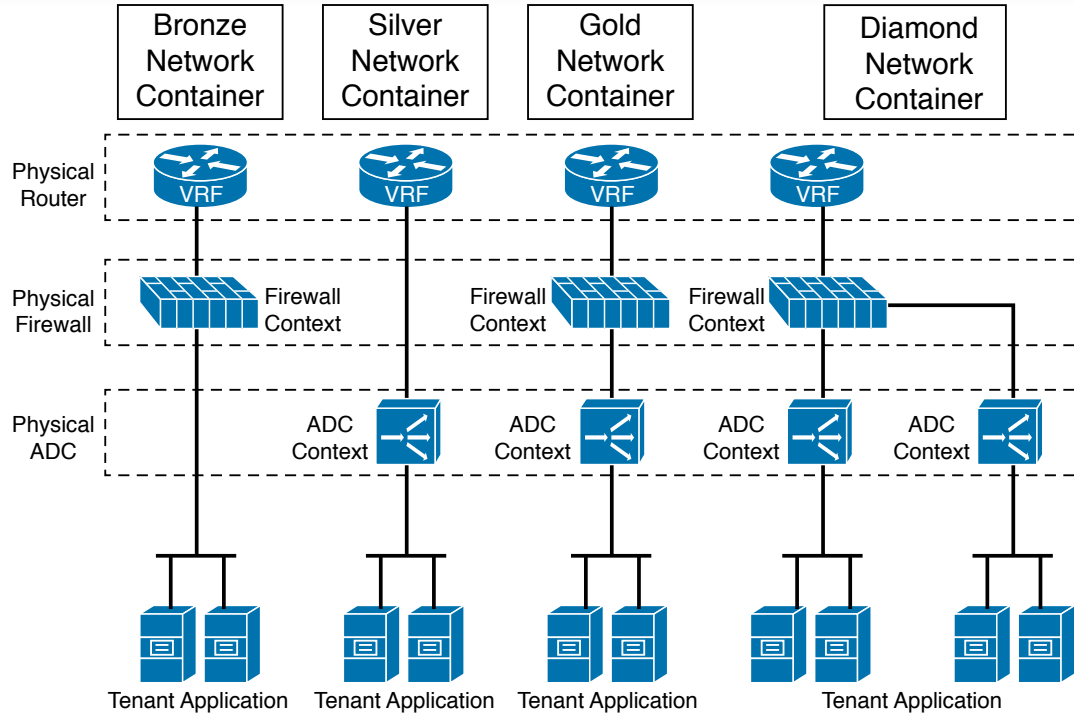 Bronze
Network
Container
Silver
Network
Container
Gold
Network
Container
Diamond
Network
Container
Physical
Router
VRF
VRF
VRF
VRF
Physical
Firewall
Firewall
Context
Firewall
Context
Firewall
Context
Physical
ADC
ADC
Context
ADC
Context
ADC
Context
ADC
Context
Tenant Application
Tenant Application
Tenant Application
Tenant Application